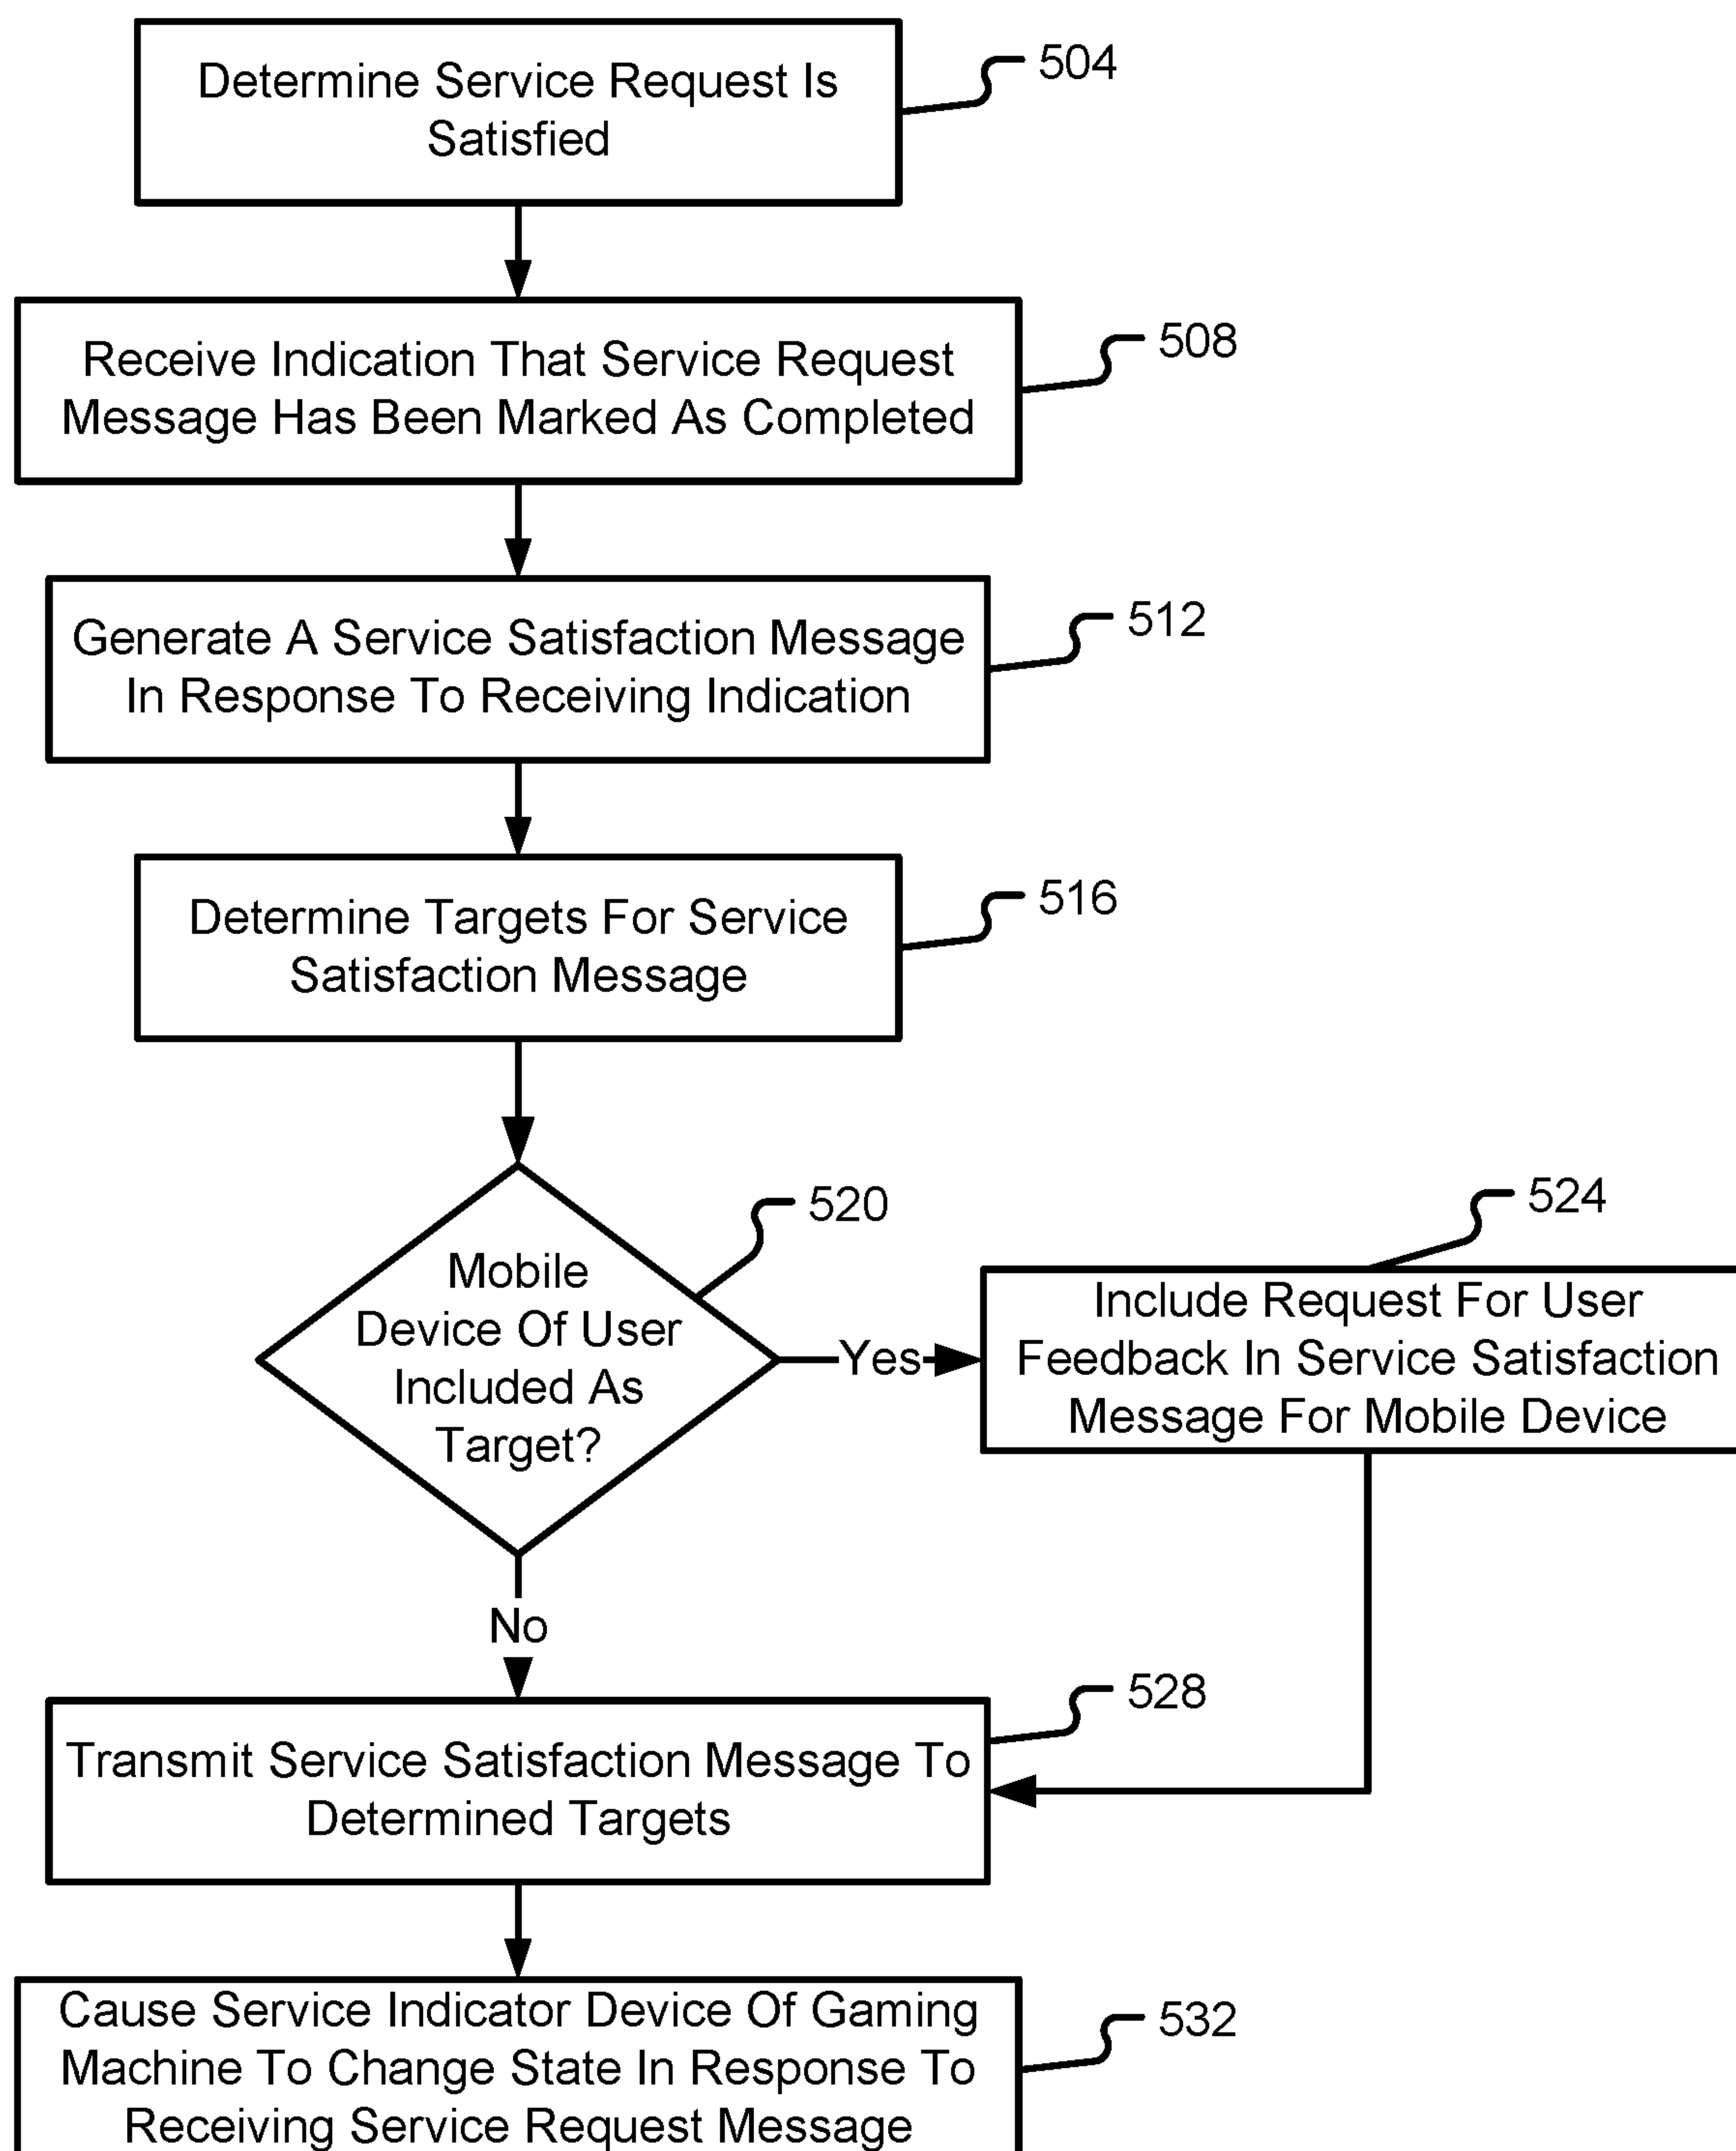 Determine Service Request Is
Satisfied
504
Receive Indication That Service Request
Message Has Been Marked As Completed
508
Generate A Service Satisfaction Message
In Response To Receiving Indication
512
Determine Targets For Service
Satisfaction Message
516
Mobile
Device Of User
Included As
Target?
520
Yes
524
Include Request For User
Feedback In Service Satisfaction
Message For Mobile Device
No
528
Transmit Service Satisfaction Message To
Determined Targets
Cause Service Indicator Device Of Gaming
Machine To Change State In Response To
Receiving Service Request Message
532